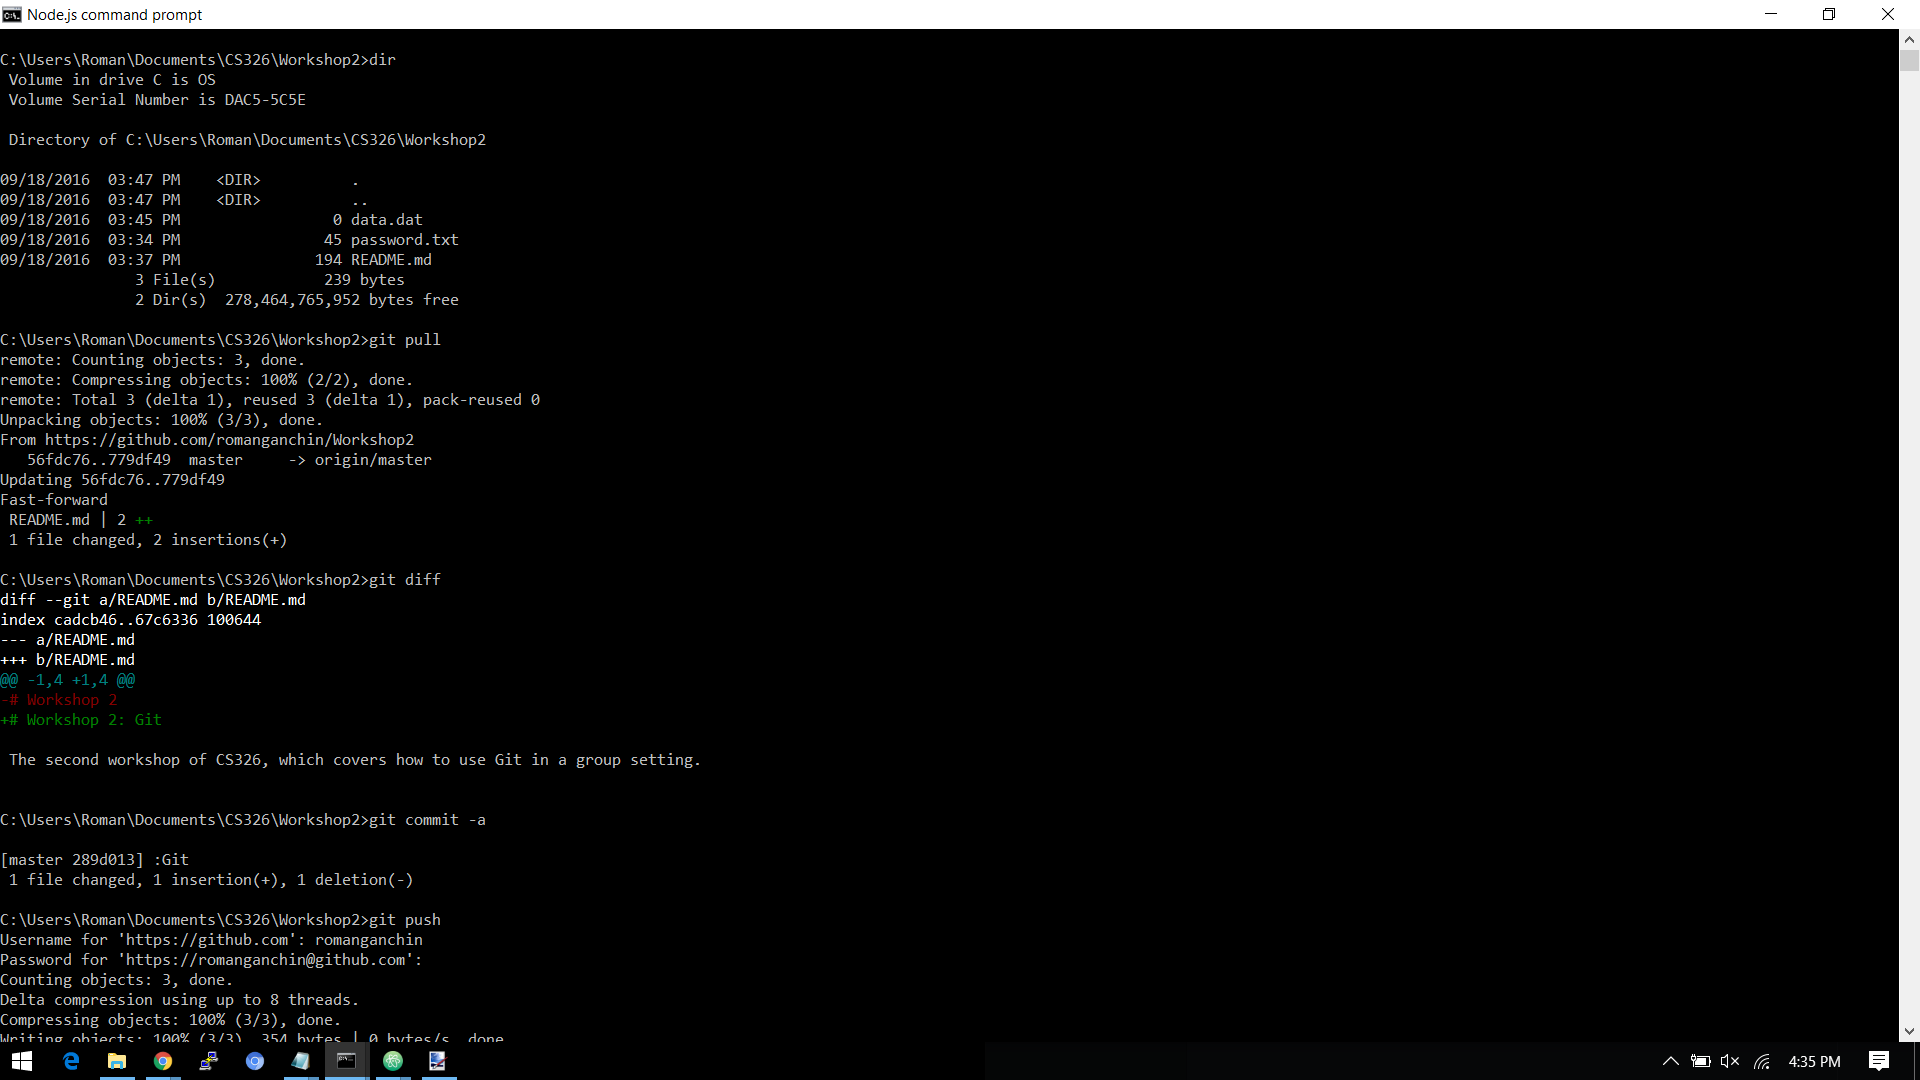 Node.js command prompt
C:\Users\Roman\Documents\CS326\Workshop2>dir
 Volume in drive C is OS
 Volume Serial Number is DAC5-5C5E
 Directory of C:\Users\Roman\Documents\CS326\Workshop2
09/18/2016  03:47 PM    <DIR>          .
09/18/2016  03:47 PM    <DIR>          ..
09/18/2016  03:45 PM                 0 data.dat
09/18/2016  03:34 PM                45 password.txt
09/18/2016  03:37 PM               194 README.md
               3 File(s)            239 bytes
               2 Dir(s)  278,464,765,952 bytes free
C:\Users\Roman\Documents\CS326\Workshop2>git pull
remote: Counting objects: 3, done.
remote: Compressing objects: 100% (2/2), done.
remote: Total 3 (delta 1), reused 3 (delta 1), pack-reused 0
Unpacking objects: 100% (3/3), done.
From https://github.com/romanganchin/Workshop2
   56fdc76..779df49  master     -> origin/master
Updating 56fdc76..779df49
Fast-forward
 README.md | 2 ++
 1 file changed, 2 insertions(+)
C:\Users\Roman\Documents\CS326\Workshop2>git diff
diff --git a/README.md b/README.md
index cadcb46..67c6336 100644
--- a/README.md
+++ b/README.md
@@ -1,4 +1,4 @@
-# Workshop 2
+# Workshop 2: Git
 The second workshop of CS326, which covers how to use Git in a group setting.
C:\Users\Roman\Documents\CS326\Workshop2>git commit -a
[master 289d013] :Git
 1 file changed, 1 insertion(+), 1 deletion(-)
C:\Users\Roman\Documents\CS326\Workshop2>git push
Username for 'https://github.com': romanganchin
Password for 'https://romanganchin@github.com':
Counting objects: 3, done.
Delta compression using up to 8 threads.
Compressing objects: 100% (3/3), done.
Writing objects: 100% (3/3), 354 bytes | 0 bytes/s, done.
4:35 PM